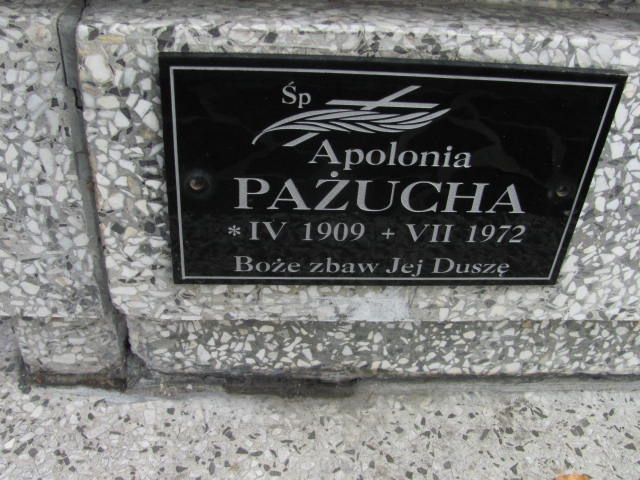 Śp
Apolonia
PAŻUCHA
* IV 1909 + VII 1972
Boże zbaw Jej Duszę